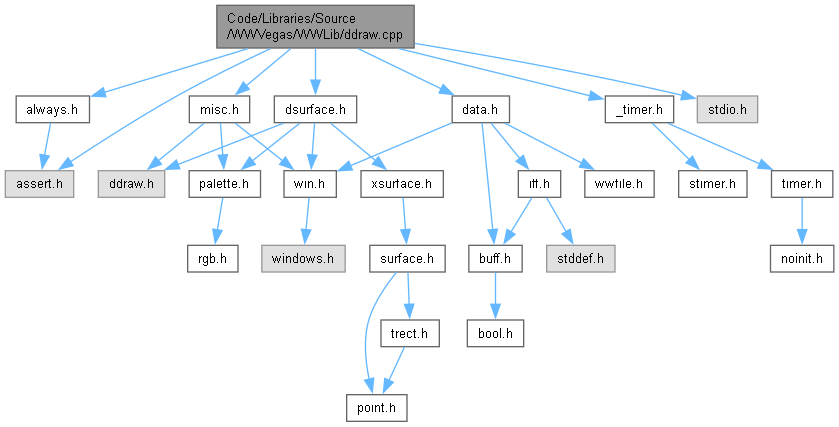 Code/Libraries/Source
/WWVegas/WWLib/ddraw.cpp
always.h
misc.h
dsurface.h
data.h
_timer.h
stdio.h
assert.h
ddraw.h
palette.h
win.h
xsurface.h
iff.h
wwfile.h
stimer.h
timer.h
rgb.h
windows.h
surface.h
buff.h
stddef.h
noinit.h
trect.h
bool.h
point.h